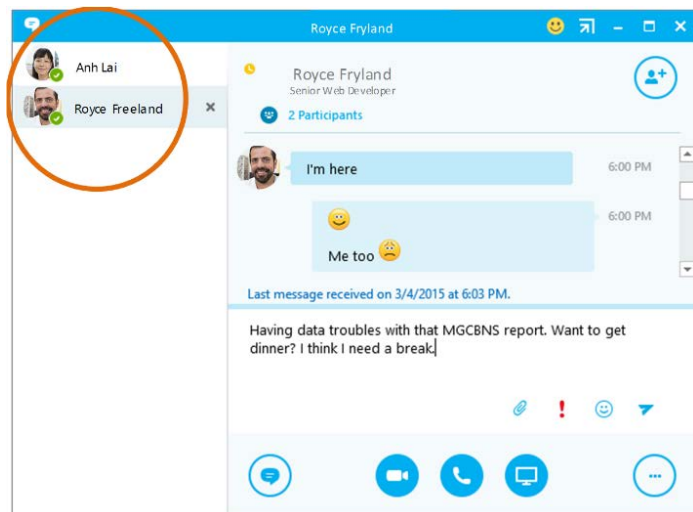 Royce Fryland
Anh Lai
Royce Freeland
Royce Fryland
Senior Web Developer
2 Participants
I'm here
6:00 PM
6:00 PM
Me too
Last message received on 3/4/2015 at 6:03 PM.
Having data troubles with that MGCBNS report. Want to get
dinner? I think I need a break.